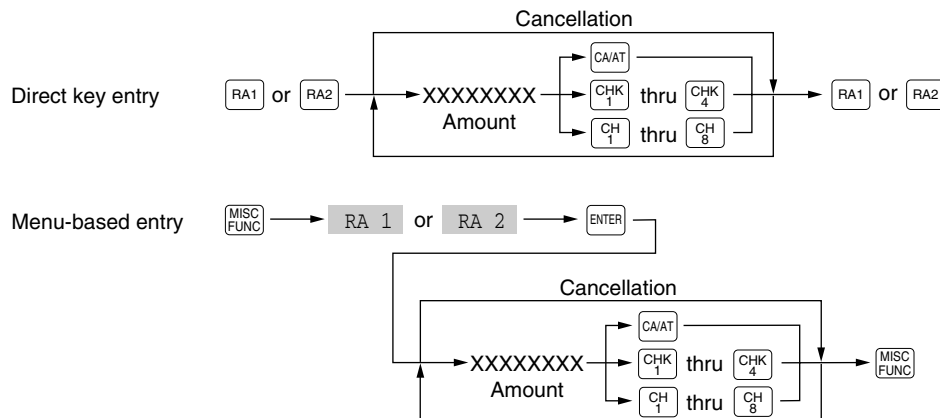 Cancellation
Direct key entry RA1 or RA2 XXXXXXXX CA/AT CHK 1 thru CHK 4 CH 1 thru CH 8 RA1 or RA2
Amount
Menu-based entry MISC FUNC RA 1 or RA 2 ENTER
Cancellation
XXXXXXXX CA/AT CHK 1 thru CHK 4 CH 1 thru CH 8 MISC FUNC
Amount